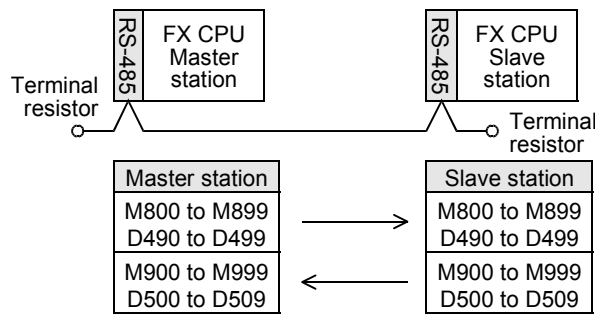 RS-485
FX CPU
Master
station
RS-485
FX CPU
Slave
station
Terminal
resistor
Terminal
resistor
Master station
M800 to M899
D490 to D499
M900 to M999
D500 to D509
Slave station
M800 to M899
D490 to D499
M900 to M999
D500 to D509